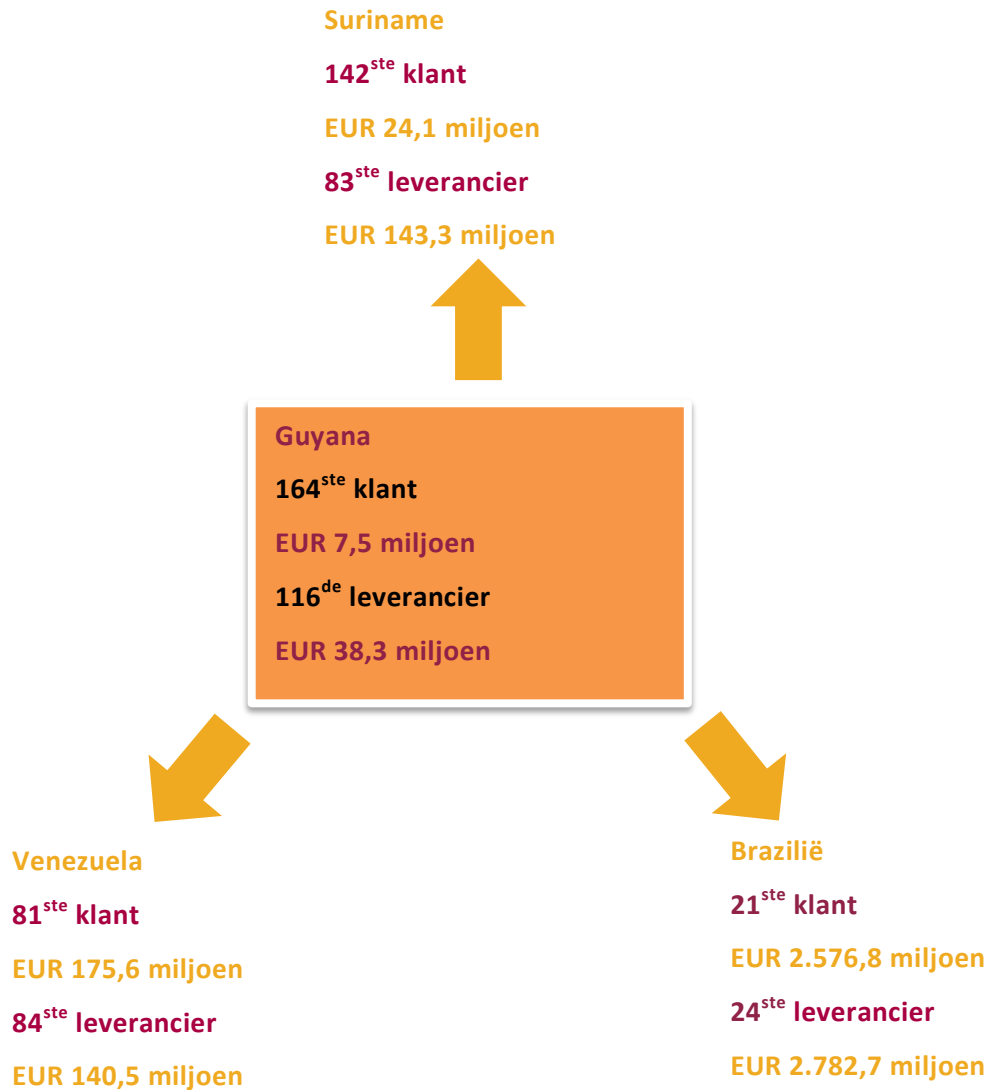 Suriname
142ste klant
EUR 24,1 miljoen
83ste leverancier
EUR 143,3 miljoen
Guyana
164ste klant
EUR 7,5 miljoen
116de leverancier
EUR 38,3 miljoen
Venezuela
81ste klant
EUR 175,6 miljoen
84ste leverancier
EUR 140,5 miljoen
Brazilië
21ste klant
EUR 2.576,8 miljoen
24ste leverancier
EUR 2.782,7 miljoen